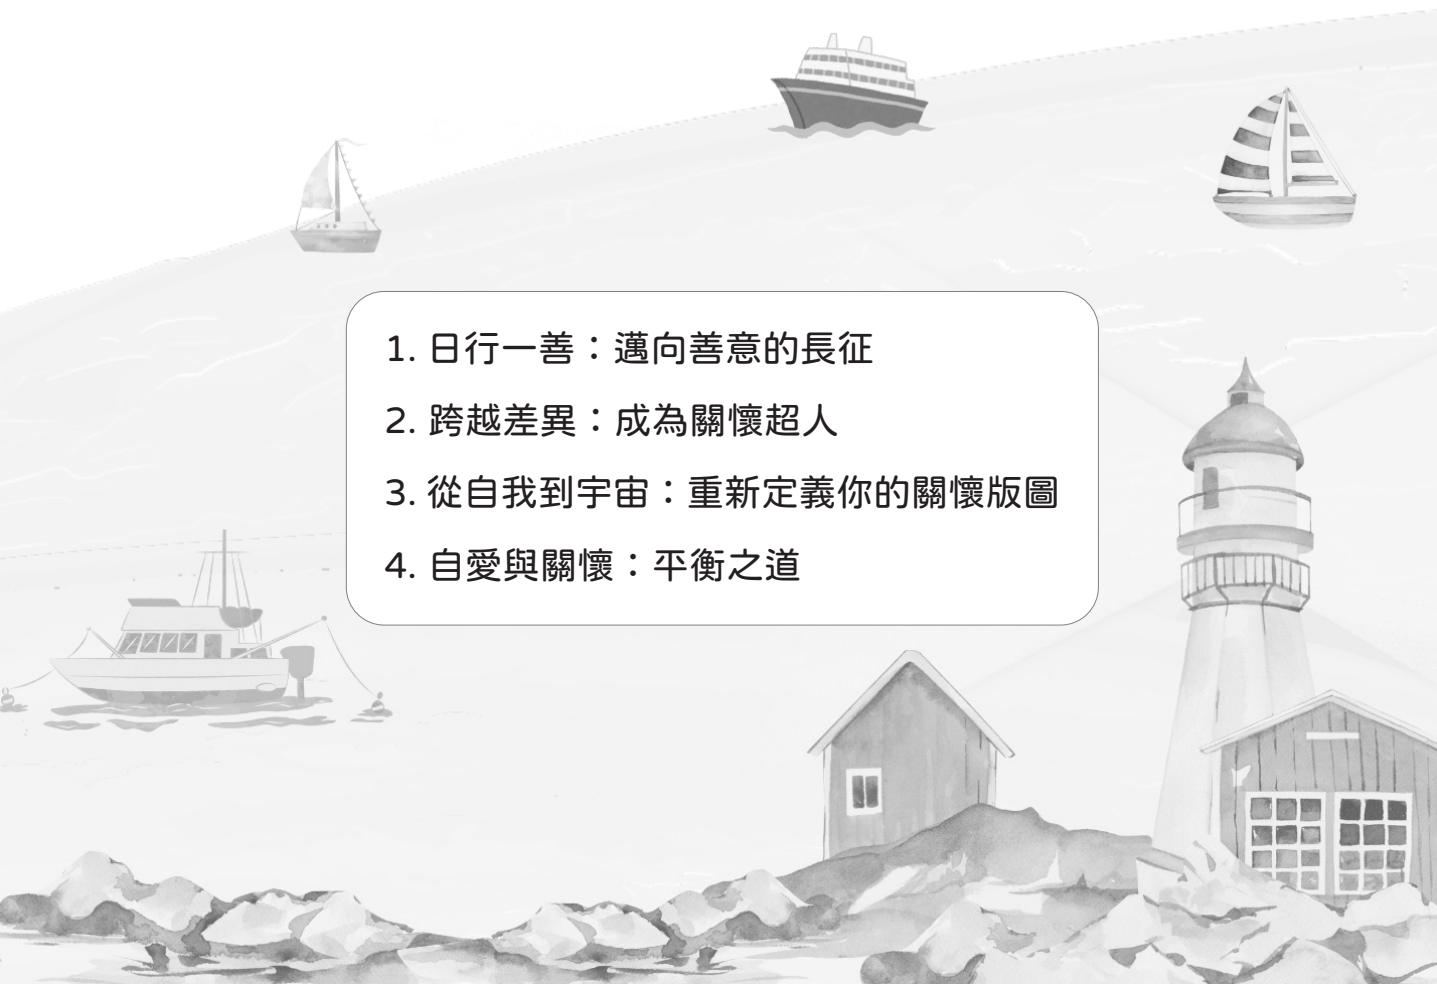 1. 日行一善：邁向善意的長征
2. 跨越差異：成為關懷超人
3. 從自我到宇宙：重新定義你的關懷版圖
4. 自愛與關懷：平衡之道